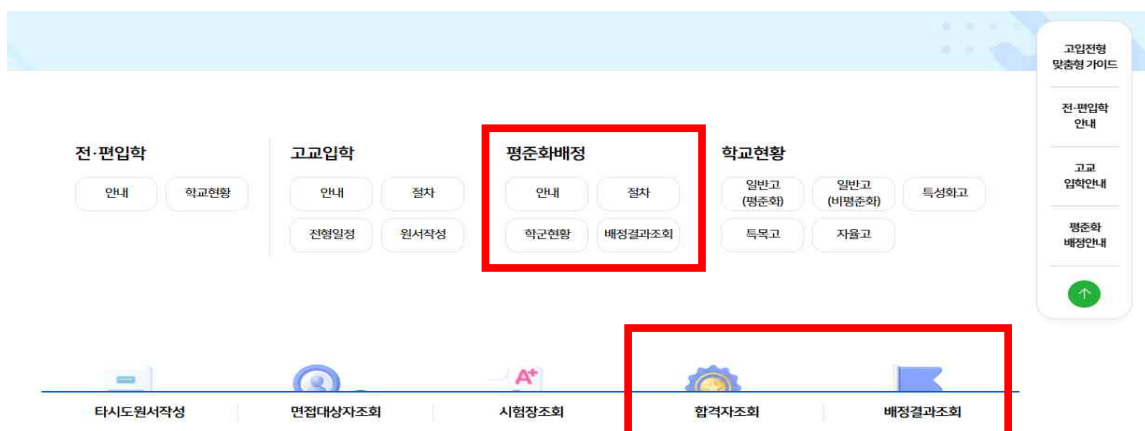 고입전형
맞춤형 가이드
전·편입학
안내
고교
입학안내
평준화
배정안내
전·편입학
안내 학교현황
고교입학
안내 절차
전형일정 원서작성
평준화배정
안내 절차
학군현황 배정결과조회
학교현황
일반고
(평준화)
일반고
(비평준화)
특성화고
특목고 자율고
A+
타시도원서작성 면접대상자조회 시험장조회 합격자조회 배정결과조회